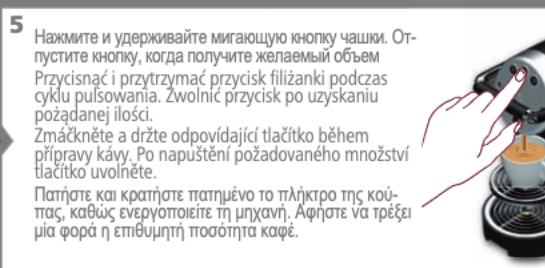 5
Нажмите и удерживайте мигающую кнопку чашки. От-
пустите кнопку, когда получите желаемый объем
Przycisnąć i przytrzymać przycisk filiżanki podczas
cyklu pulsowania. Zwolnić przycisk po uzyskaniu
pożądanej ilości.
Zmáčkněte a držte odpovídající tlačítko během
přípravy kávy. Po napuštění požadovaného množství
tlačítko uvolněte.
Πατήστε και κρατήστε πατημένο το πλήκτρο της κού-
πας, καθώς ενεργοποιείτε τη μηχανή. Αφήστε να τρέξει
μία φορά η επιθυμητή ποσότητα καφέ.